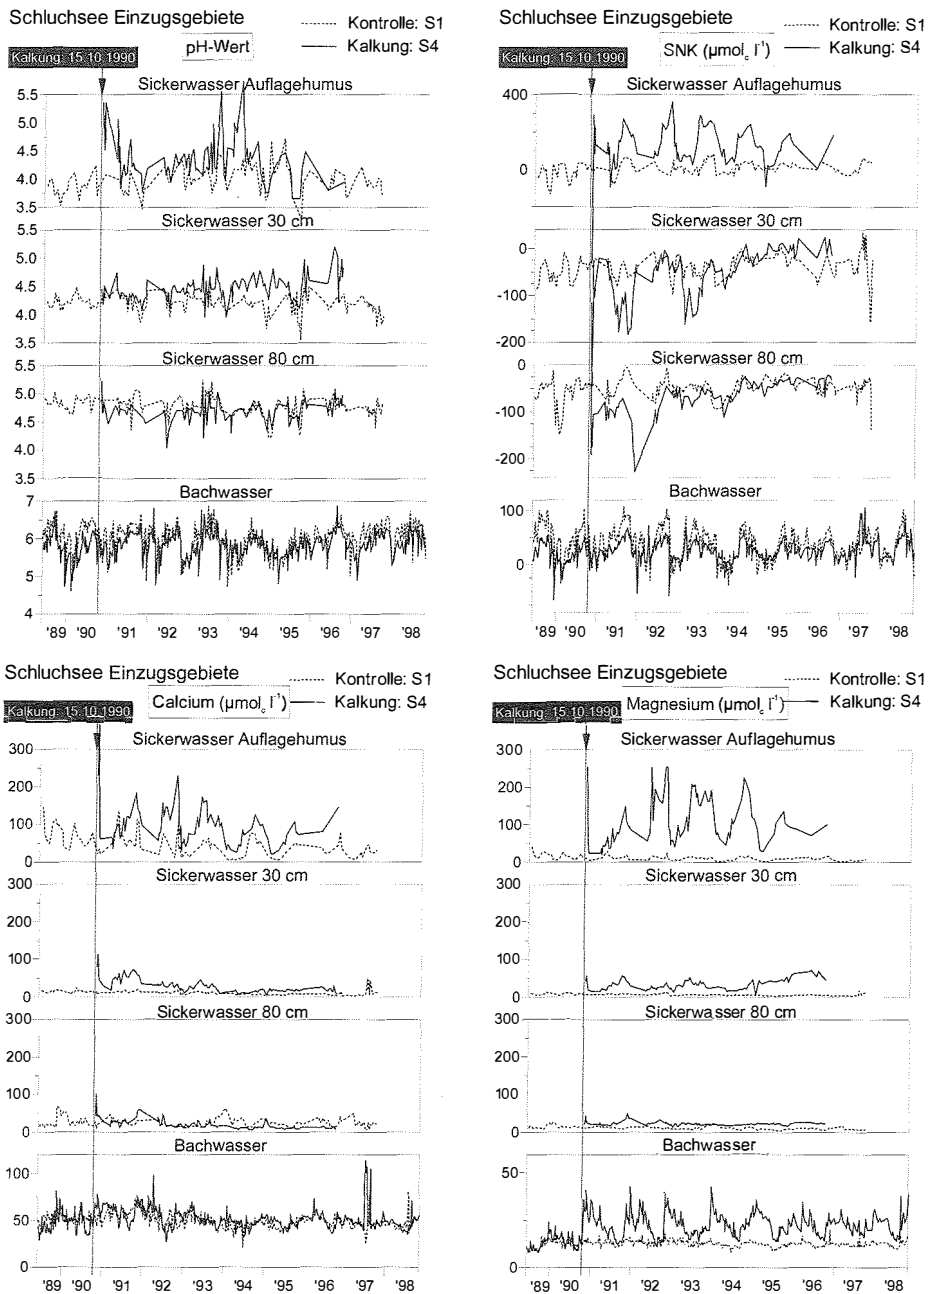 Schluchsee Einzugsgebiete
Kontrolle: S1
pH-Wert
Kalkung: S4
Kalkung: 15.10.1990
Sickerwasser Auflagehumus
5.5
5.0
4.5
4.0
3.5
Sickerwasser 30 cm
5.5
5.0
4.5
4.0
3.5
Sickerwasser 80 cm
5.5
5.0
4.5
4.0
3.5
Bachwasser
7
6
5
4
'89 '90 '91 '92 '93 '94 '95 '96 '97 '98
Schluchsee Einzugsgebiete
Kontrolle: S1
SNK (µmolc l⁻¹)
Kalkung: S4
Kalkung: 15.10.1990
Sickerwasser Auflagehumus
400
0
Sickerwasser 30 cm
0
-100
-200
Sickerwasser 80 cm
0
-100
-200
Bachwasser
100
0
'89 '90 '91 '92 '93 '94 '95 '96 '97 '98
Schluchsee Einzugsgebiete
Kontrolle: S1
Calcium (µmolc l⁻¹)
Kalkung: S4
Kalkung: 15.10.1990
Sickerwasser Auflagehumus
300
200
100
0
Sickerwasser 30 cm
300
200
100
0
Sickerwasser 80 cm
300
200
100
0
Bachwasser
100
50
0
'89 '90 '91 '92 '93 '94 '95 '96 '97 '98
Schluchsee Einzugsgebiete
Kontrolle: S1
Magnesium (µmolc l⁻¹)
Kalkung: S4
Kalkung: 15.10.1990
Sickerwasser Auflagehumus
300
200
100
0
Sickerwasser 30 cm
300
200
100
0
Sickerwasser 80 cm
300
200
100
0
Bachwasser
50
0
'89 '90 '91 '92 '93 '94 '95 '96 '97 '98